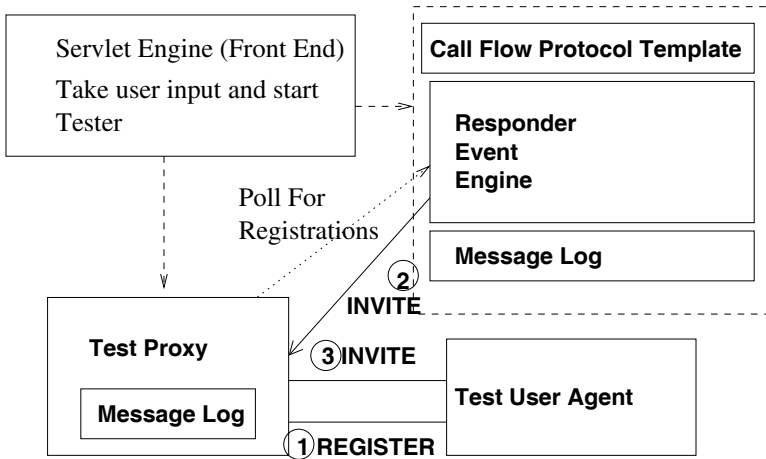 Servlet Engine (Front End)
Take user input and start
Tester
Call Flow Protocol Template
Responder
Event
Engine
Message Log
Poll For
Registrations
2
INVITE
Test Proxy
Message Log
3 INVITE
Test User Agent
1 REGISTER